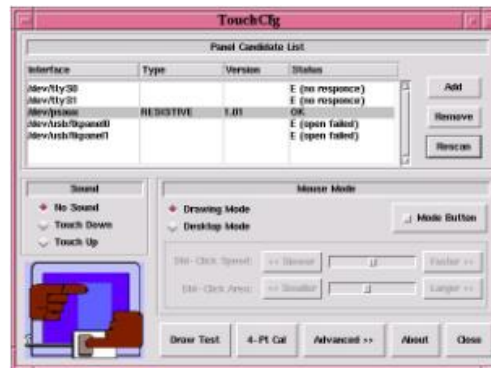 TouchCfg
Panel Candidate List
Interface Type Version Status
/dev/ttyS0 E (no responce)
/dev/ttyS1 E (no responce)
/dev/psaux RESISTIVE 1.01 OK
/dev/usb/tkpanel0 E (open failed)
/dev/usb/tkpanel1 E (open failed)
Add
Remove
Rescan
Sound
No Sound
Touch Down
Touch Up
Mouse Mode
Drawing Mode
Desktop Mode
Mode Button
Dbl-Click Speed: << Slower Faster >>
Dbl-Click Area: << Smaller Larger >>
Draw Test 4-Pt Cal Advanced >> About Close